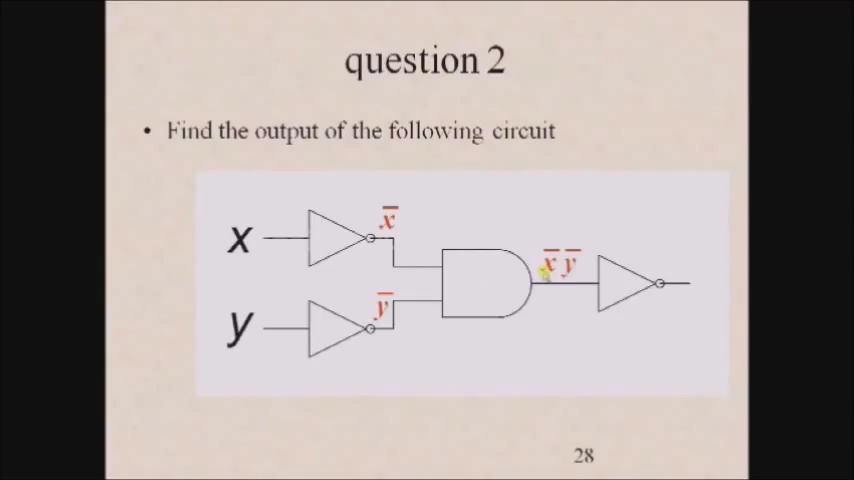 question 2
• Find the output of the following circuit
x
x̅
y
y̅
x̅ y̅
28